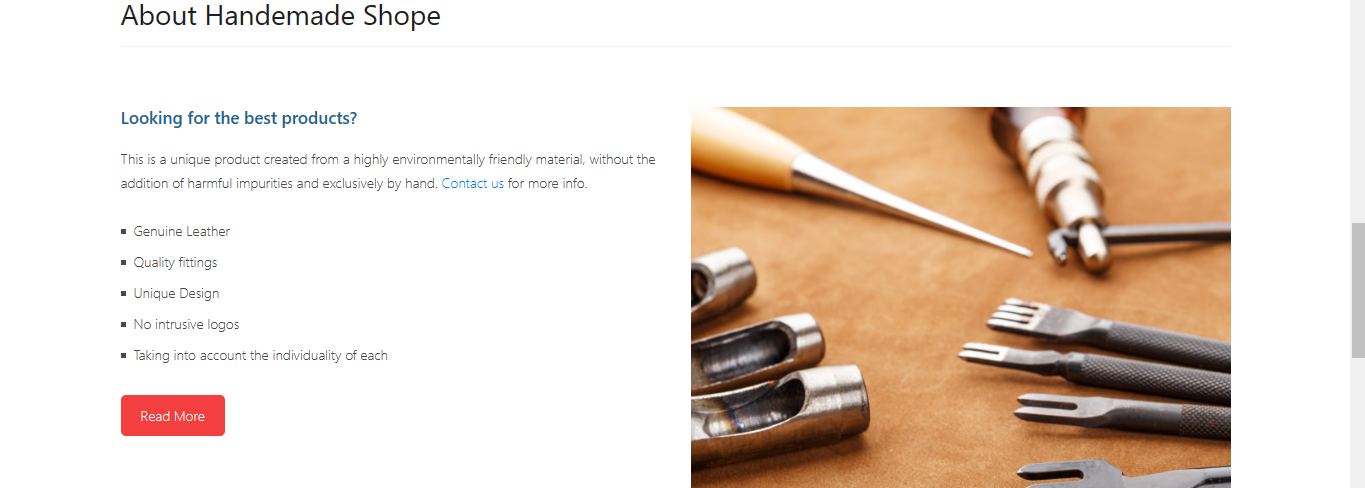 About Handemade Shope
Looking for the best products?
This is a unique product created from a highly environmentally friendly material, without the
addition of harmful impurities and exclusively by hand. Contact us for more info.
Genuine Leather
Quality fittings
Unique Design
No intrusive logos
Taking into account the individuality of each
Read More